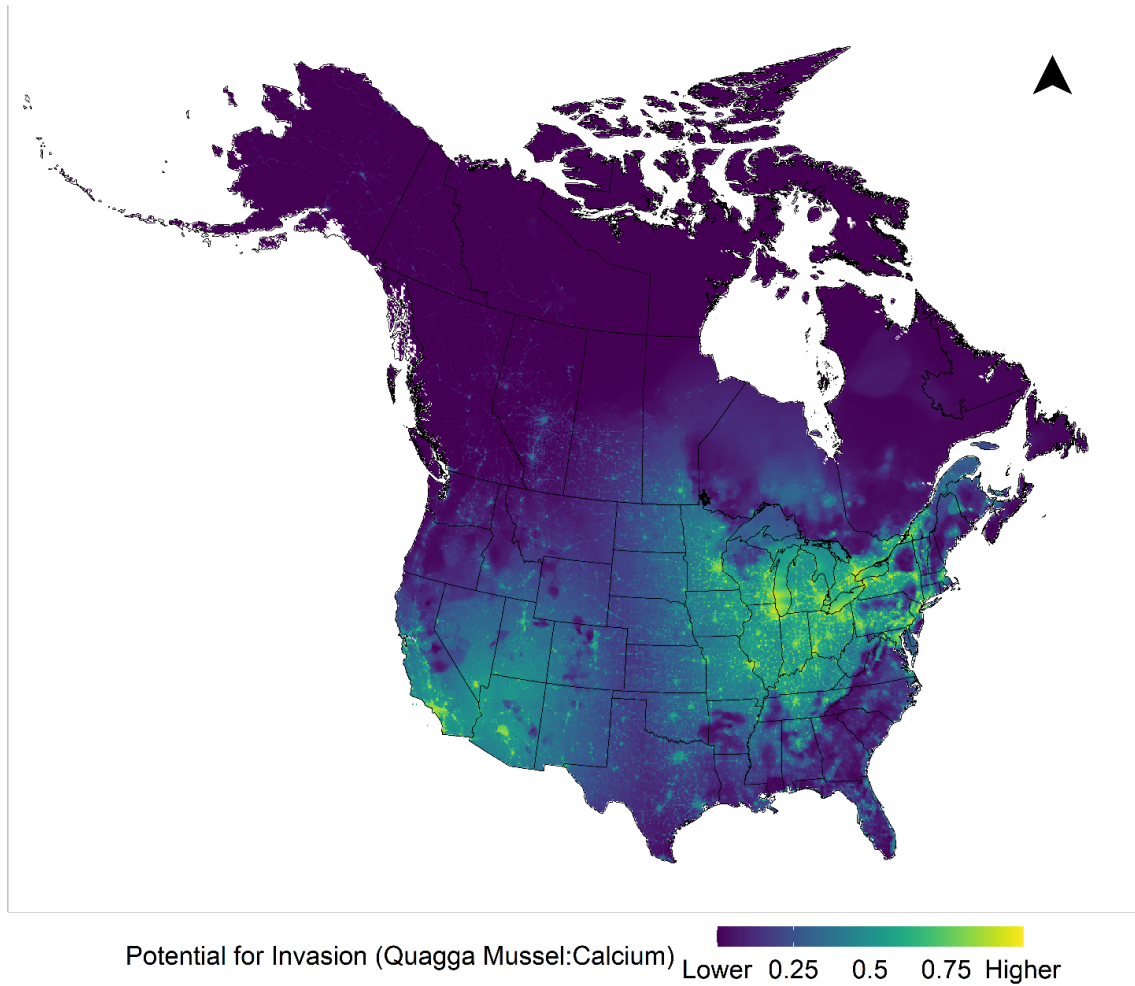 Potential for Invasion (Quagga Mussel:Calcium)
Lower 0.25 0.5 0.75 Higher